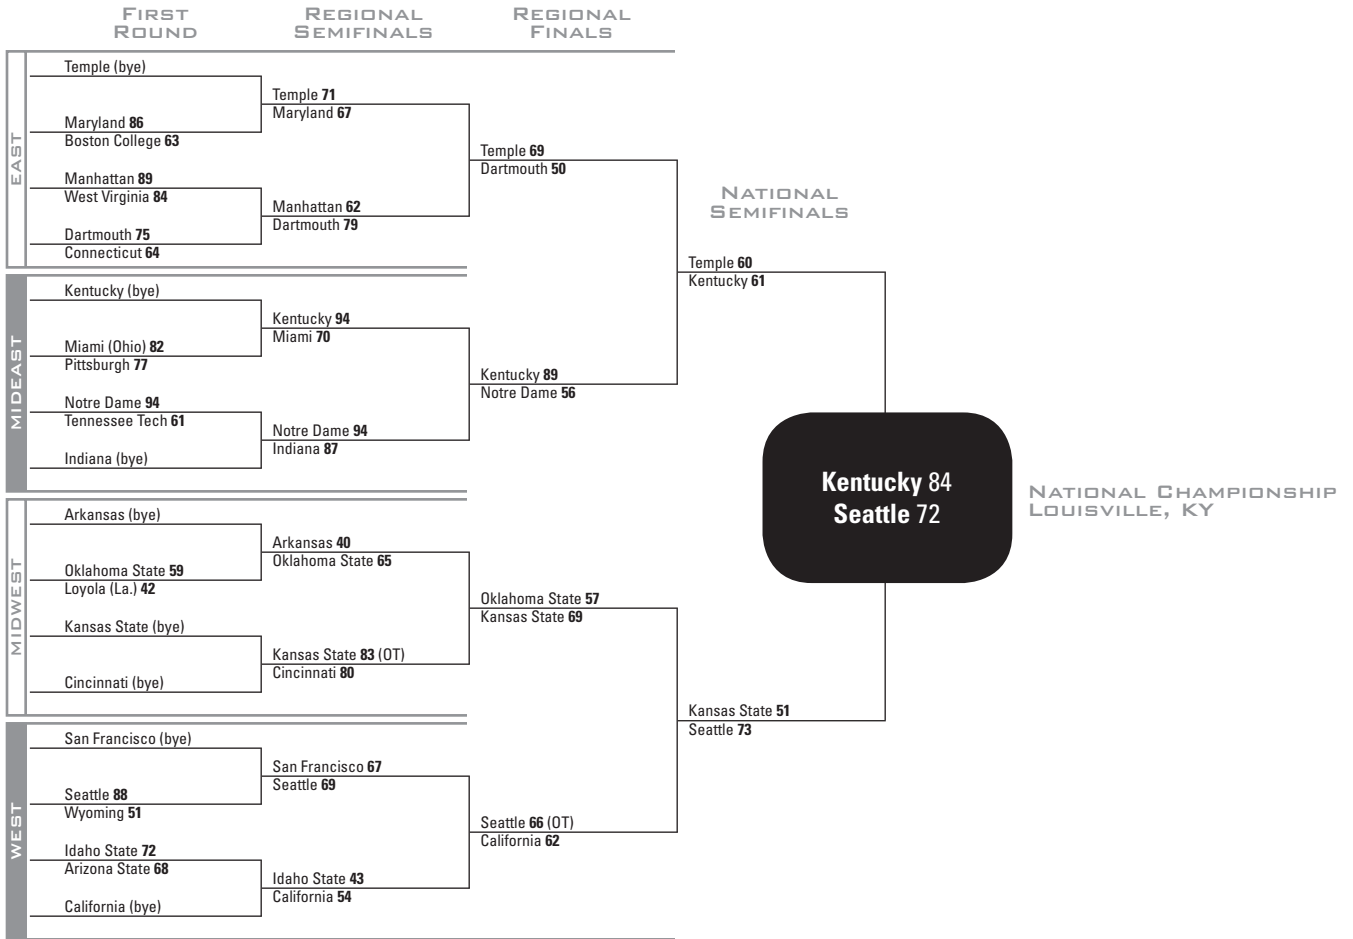 FIRST ROUND
REGIONAL SEMIFINALS
REGIONAL FINALS
EAST
Temple (bye)
Maryland 86
Boston College 63
Manhattan 89
West Virginia 84
Dartmouth 75
Connecticut 64
Temple 71
Maryland 67
Manhattan 62
Dartmouth 79
Temple 69
Dartmouth 50
MIDEAST
Kentucky (bye)
Miami (Ohio) 82
Pittsburgh 77
Notre Dame 94
Tennessee Tech 61
Indiana (bye)
Kentucky 94
Miami 70
Notre Dame 94
Indiana 87
Kentucky 89
Notre Dame 56
MIDWEST
Arkansas (bye)
Oklahoma State 59
Loyola (La.) 42
Kansas State (bye)
Cincinnati (bye)
Arkansas 40
Oklahoma State 65
Kansas State 83 (OT)
Cincinnati 80
Oklahoma State 57
Kansas State 69
WEST
San Francisco (bye)
Seattle 88
Wyoming 51
Idaho State 72
Arizona State 68
California (bye)
San Francisco 67
Seattle 69
Idaho State 43
California 54
Seattle 66 (OT)
California 62
NATIONAL SEMIFINALS
Temple 60
Kentucky 61
Kansas State 51
Seattle 73
Kentucky 84
Seattle 72
NATIONAL CHAMPIONSHIP
LOUISVILLE, KY